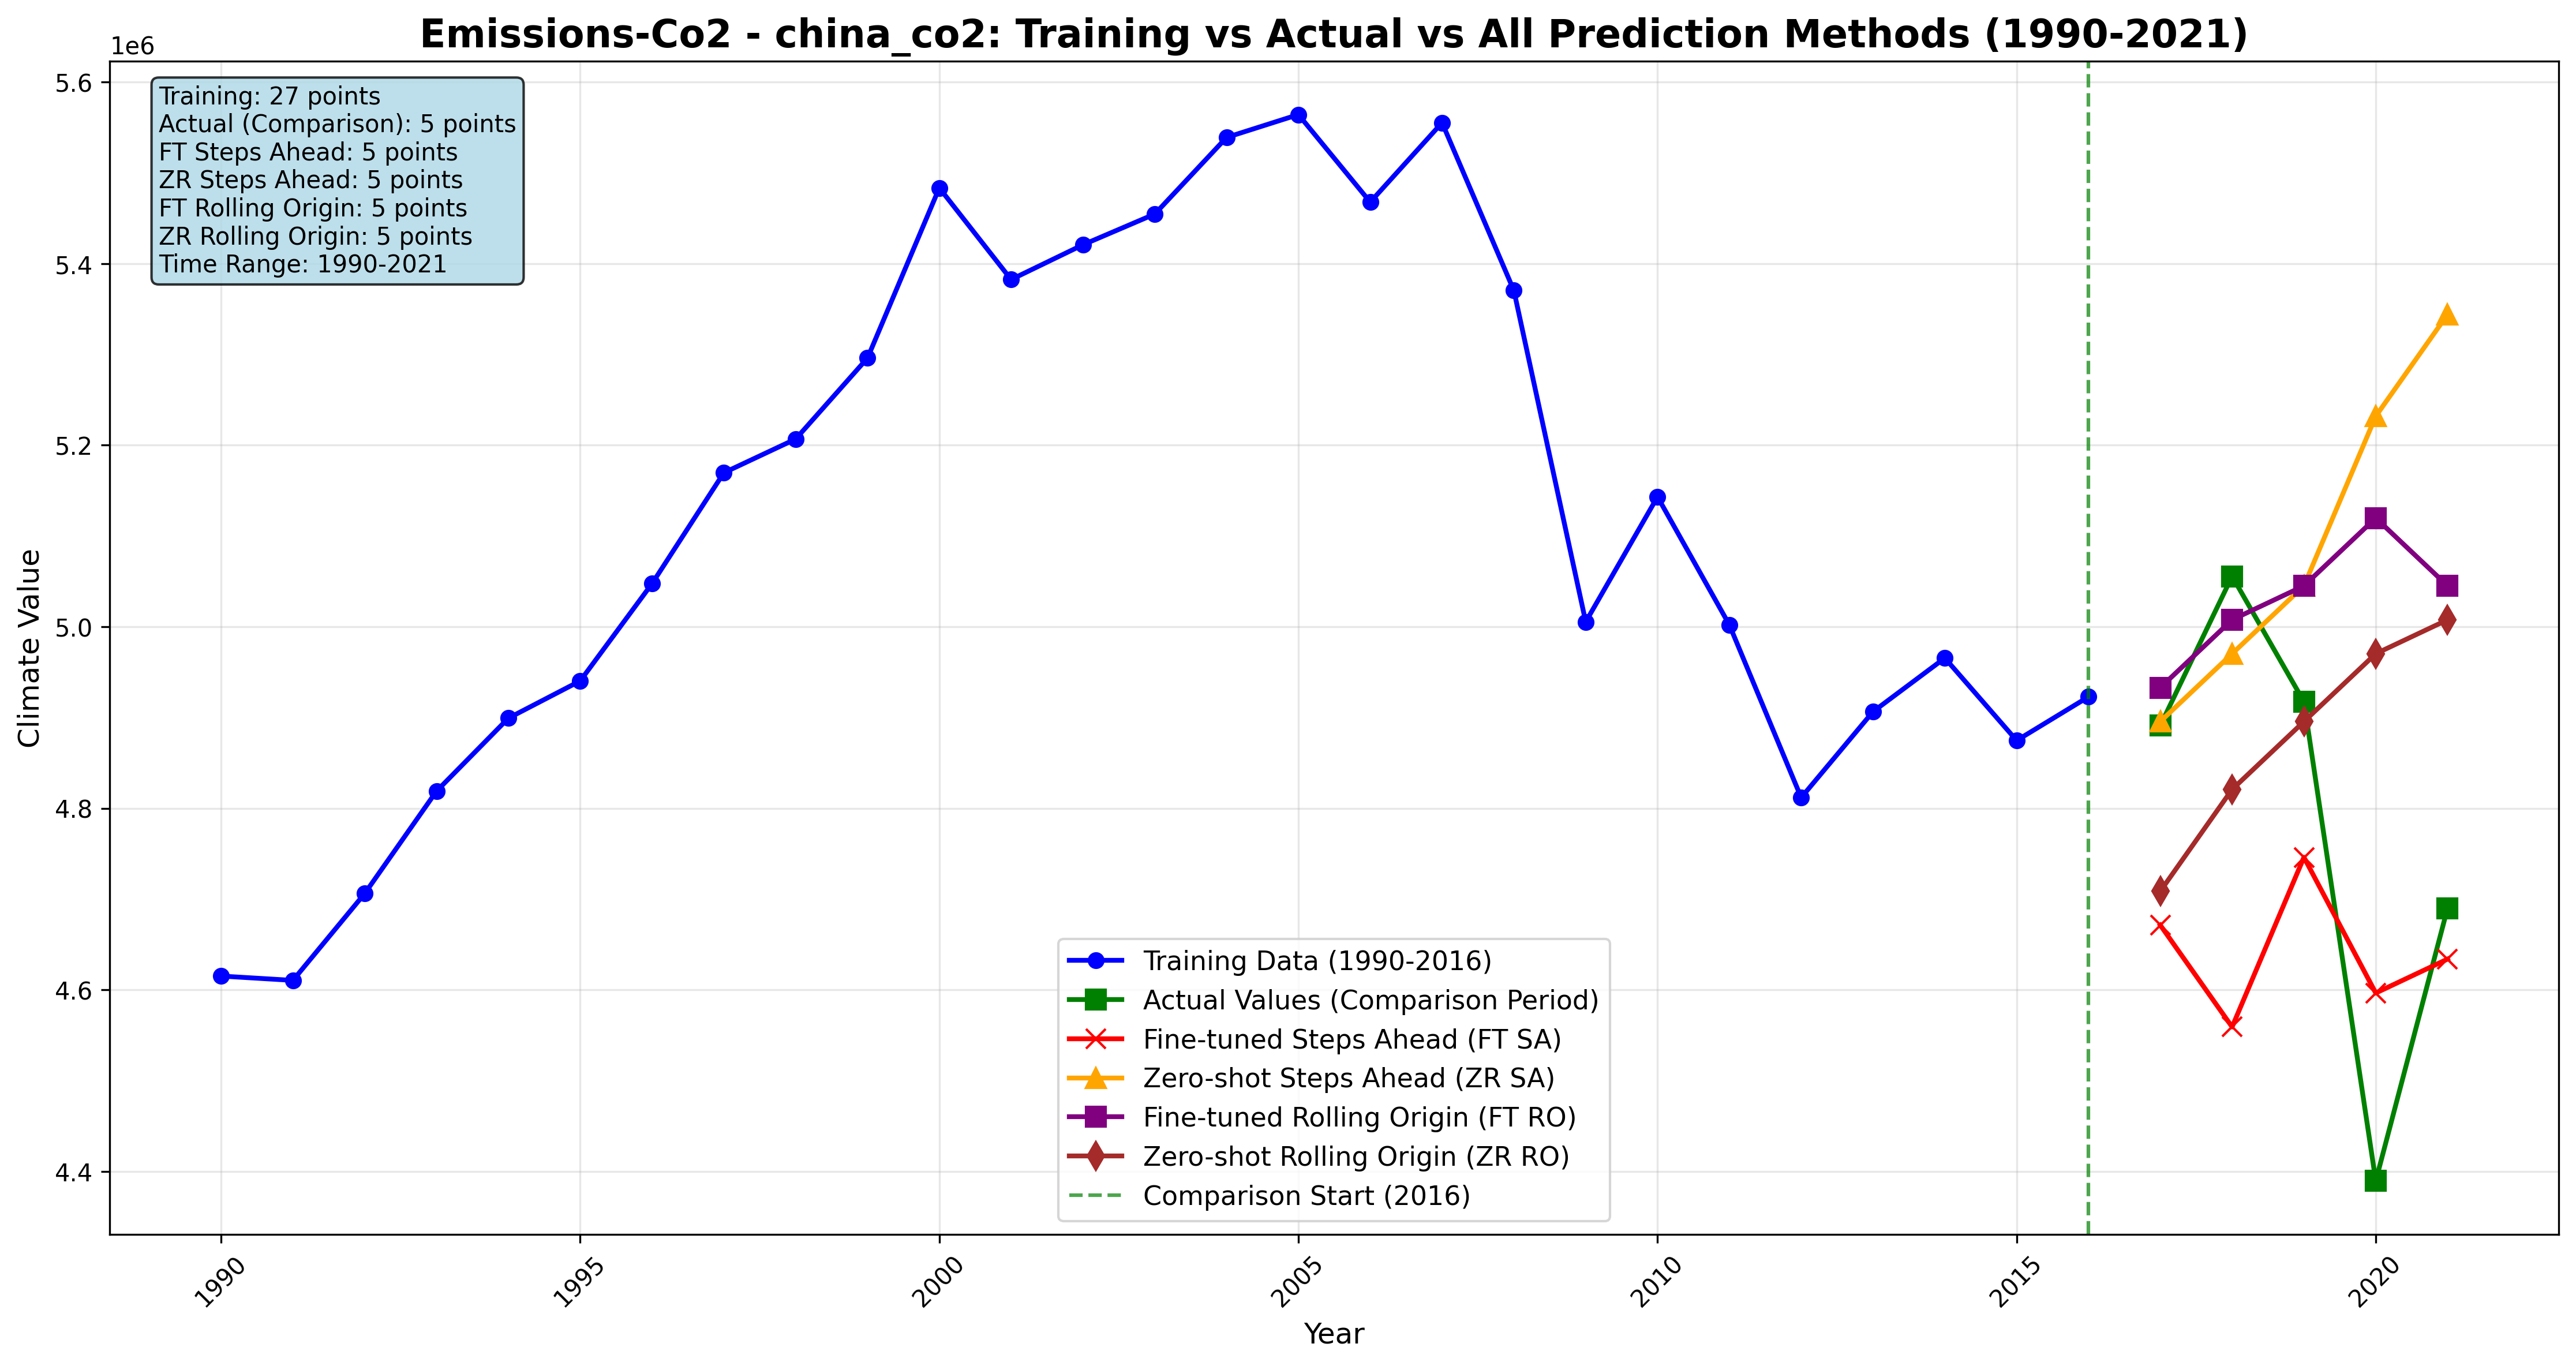 Emissions-Co2 - china_co2: Training vs Actual vs All Prediction Methods (1990-2021)
1e6
Training: 27 points
Actual (Comparison): 5 points
FT Steps Ahead: 5 points
ZR Steps Ahead: 5 points
FT Rolling Origin: 5 points
ZR Rolling Origin: 5 points
Time Range: 1990-2021
5.6
5.4
5.2
5.0
4.8
4.6
4.4
Climate Value
Training Data (1990-2016)
Actual Values (Comparison Period)
Fine-tuned Steps Ahead (FT SA)
Zero-shot Steps Ahead (ZR SA)
Fine-tuned Rolling Origin (FT RO)
Zero-shot Rolling Origin (ZR RO)
Comparison Start (2016)
1990
1995
2000
2005
2010
2015
2020
Year